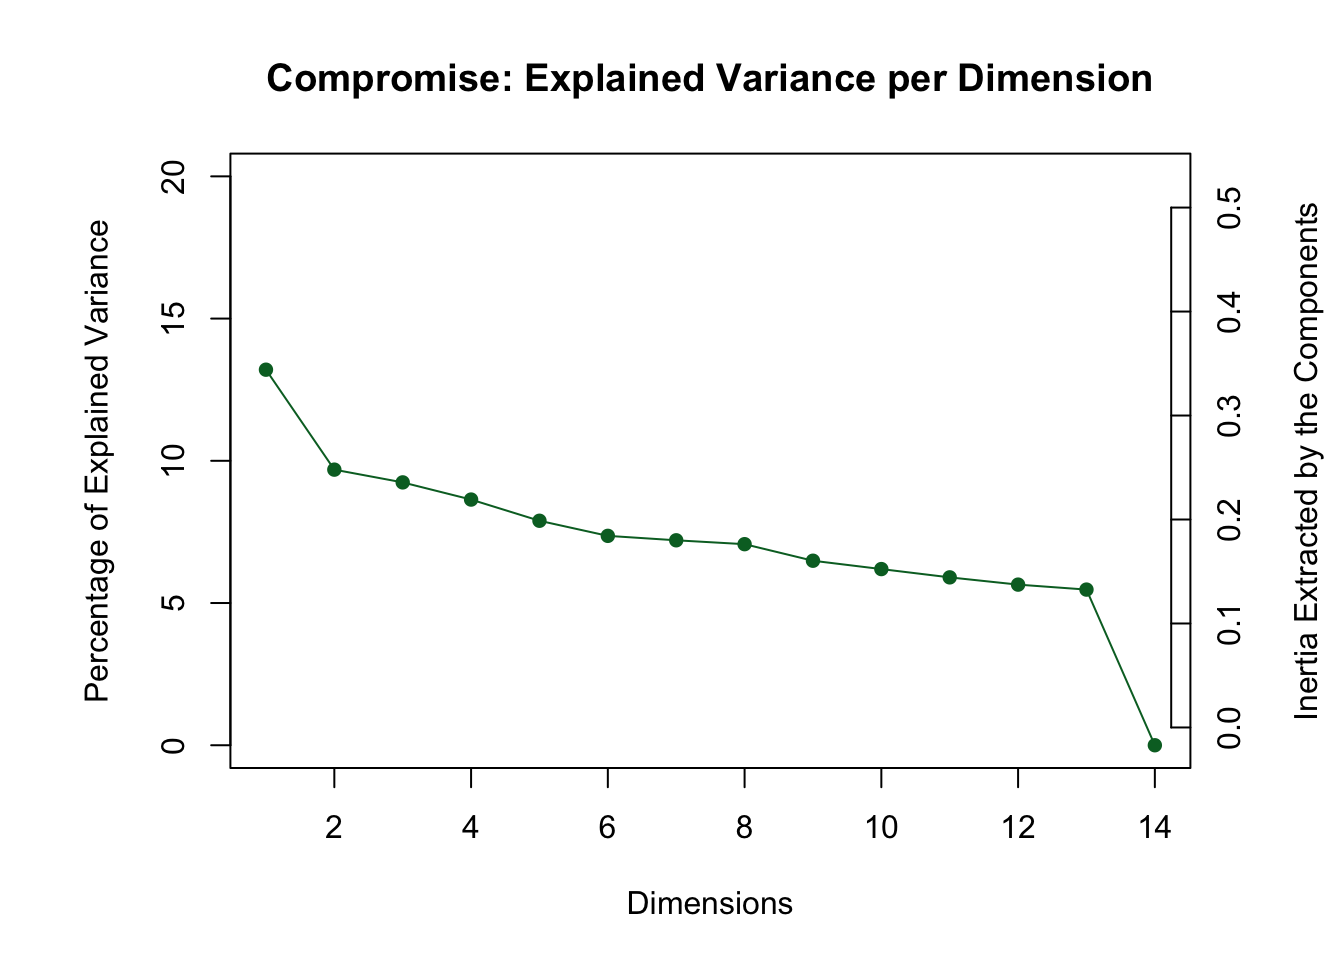 Compromise: Explained Variance per Dimension
Percentage of Explained Variance
20
15
10
5
0
2 4 6 8 10 12 14
Dimensions
0.5
0.4
0.3
0.2
0.1
0.0
Inertia Extracted by the Components